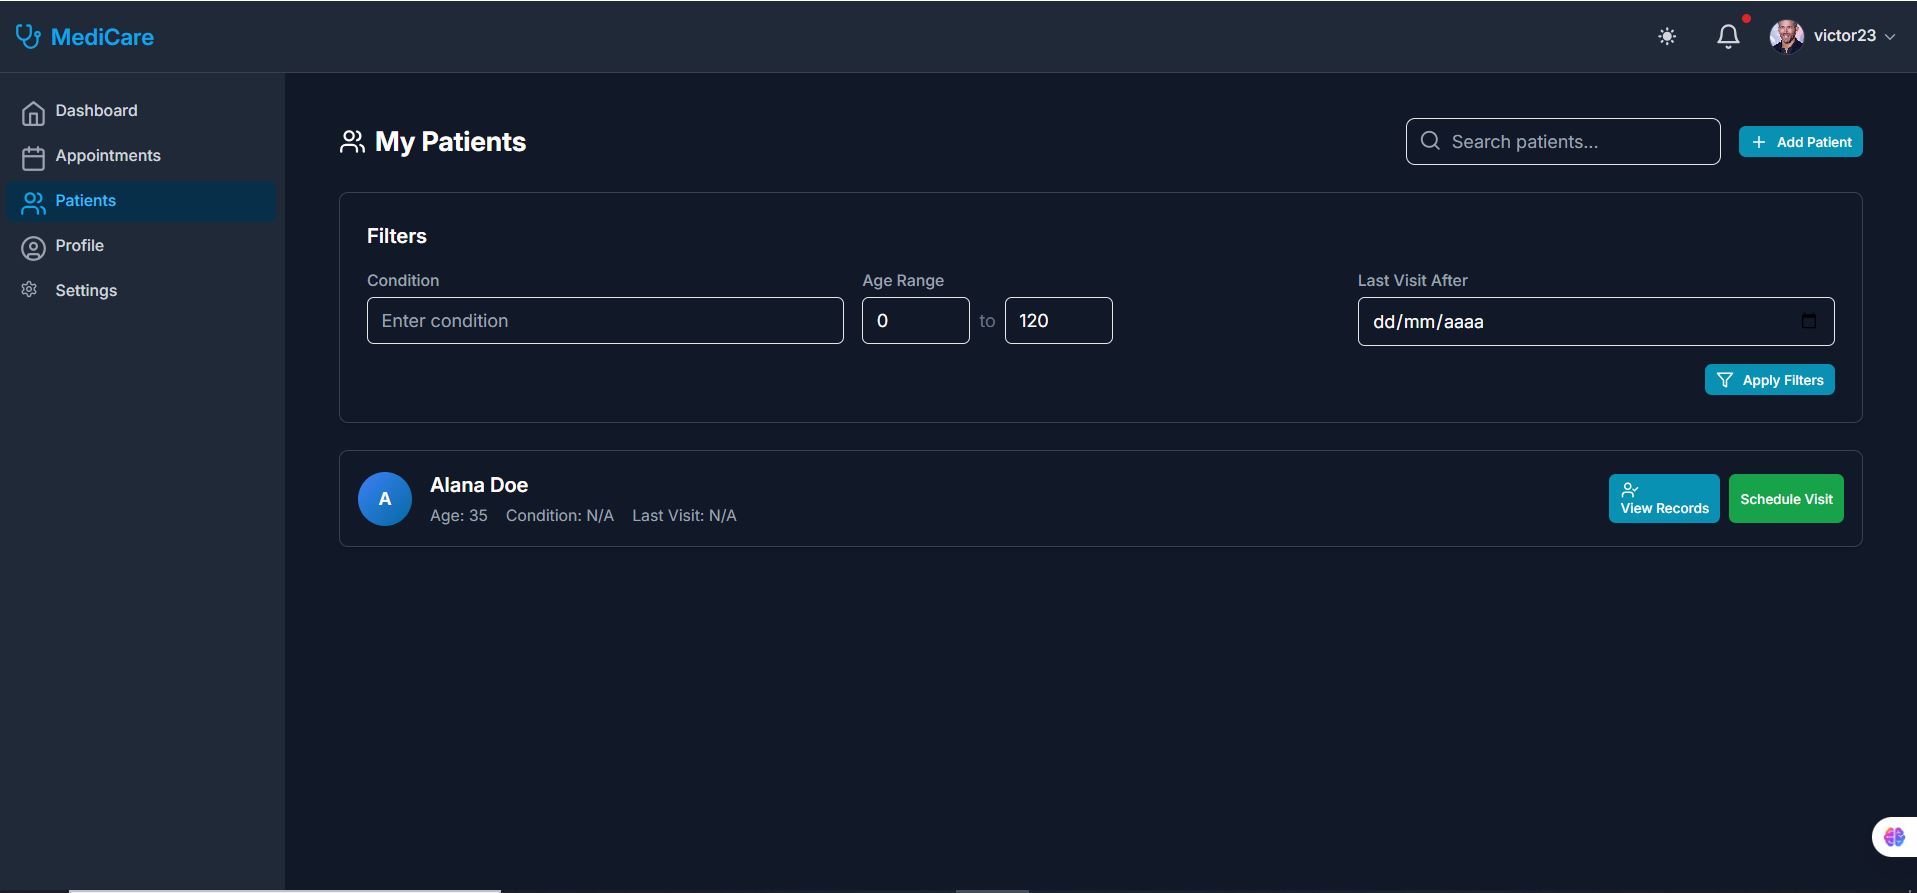 MediCare
victor23
Dashboard
Appointments
Patients
Profile
Settings
My Patients
Search patients...
Add Patient
Filters
Condition
Age Range
Last Visit After
Enter condition
0 to 120
dd/mm/aaaa
Apply Filters
A
Alana Doe
Age: 35 Condition: N/A Last Visit: N/A
View Records
Schedule Visit